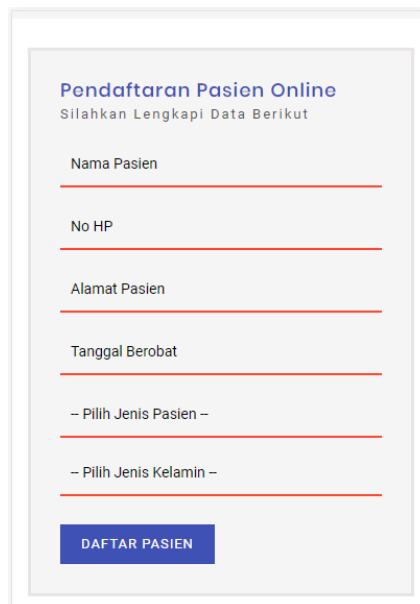 Pendaftaran Pasien Online
Silahkan Lengkapi Data Berikut
Nama Pasien
No HP
Alamat Pasien
Tanggal Berobat
-- Pilih Jenis Pasien --
-- Pilih Jenis Kelamin --
DAFTAR PASIEN